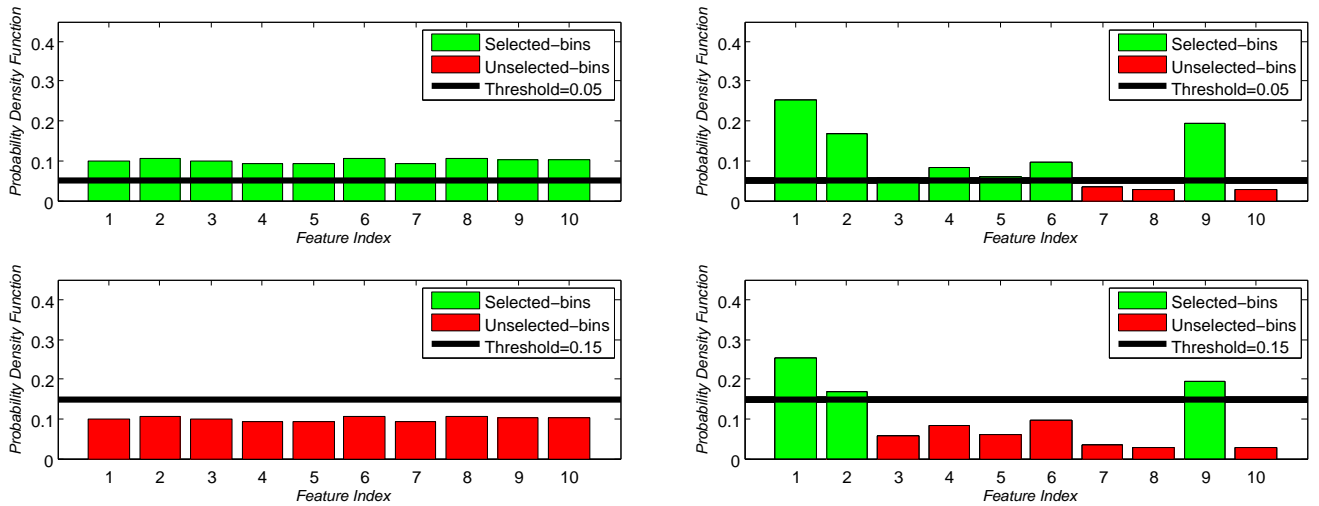 Probability Density Function
0.4
0.3
0.2
0.1
0
Selected-bins
Unselected-bins
Threshold=0.05
1 2 3 4 5 6 7 8 9 10
Feature Index
Probability Density Function
0.4
0.3
0.2
0.1
0
Selected-bins
Unselected-bins
Threshold=0.05
1 2 3 4 5 6 7 8 9 10
Feature Index
Probability Density Function
0.4
0.3
0.2
0.1
0
Selected-bins
Unselected-bins
Threshold=0.15
1 2 3 4 5 6 7 8 9 10
Feature Index
Probability Density Function
0.4
0.3
0.2
0.1
0
Selected-bins
Unselected-bins
Threshold=0.15
1 2 3 4 5 6 7 8 9 10
Feature Index